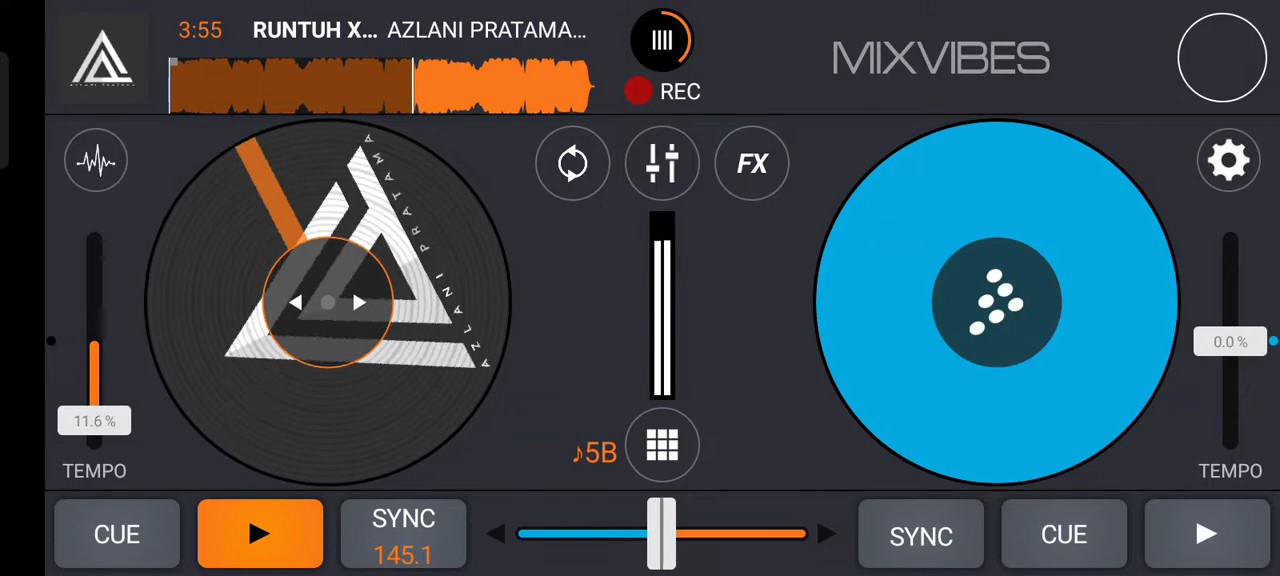 3:55 RUNTUH X... AZLANI PRATAMA...
MIXVIBES
REC
AZLANI PRATAMA
FX
11.6 %
0.0 %
TEMPO
♪5B
TEMPO
CUE
SYNC
145.1
SYNC
CUE